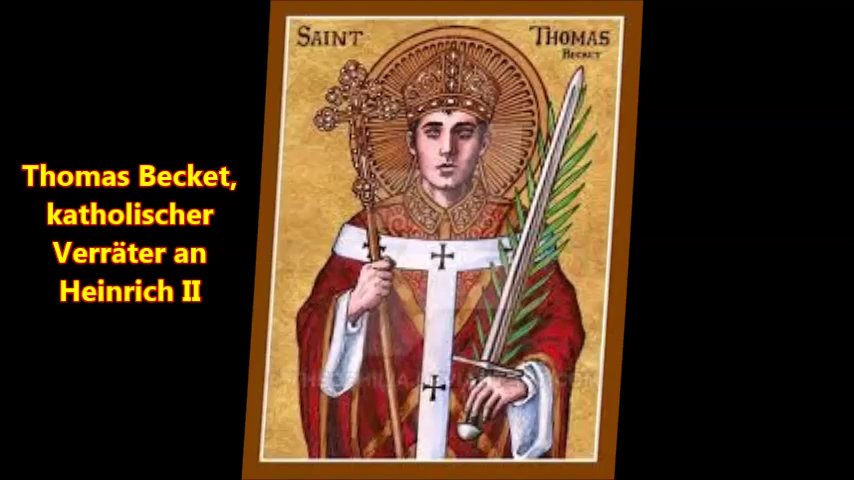 Thomas Becket,
katholischer
Verräter an
Heinrich II
SAINT THOMAS
BECKET